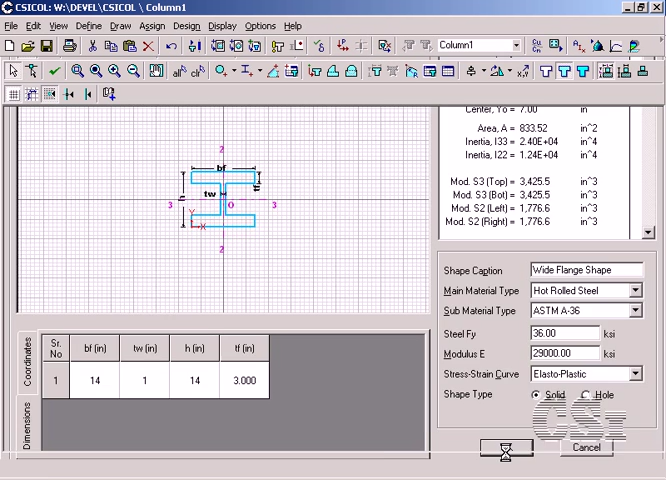 CSICOL: W:\DEVEL\CSICOL \ Column1
File Edit View Define Draw Assign Design Display Options Help
Column1
all clr
2
bf
tf
tw
h
3 O 3
Y
X
2
Center, Yo = 7.00 in
Area, A = 833.52 in^2
Inertia, I33 = 2.40E+04 in^4
Inertia, I22 = 1.24E+04 in^4
Mod. S3 (Top) = 3,425.5 in^3
Mod. S3 (Bot) = 3,425.5 in^3
Mod. S2 (Left) = 1,776.6 in^3
Mod. S2 (Right) = 1,776.6 in^3
Shape Caption Wide Flange Shape
Main Material Type Hot Rolled Steel
Sub Material Type ASTM A-36
Steel Fy 36.00 ksi
Modulus E 29000.00 ksi
Stress-Strain Curve Elasto-Plastic
Shape Type Solid Hole
CSI
Cancel
Coordinates
Dimensions
Sr. No bf (in) tw (in) h (in) tf (in)
1 14 1 14 3.000